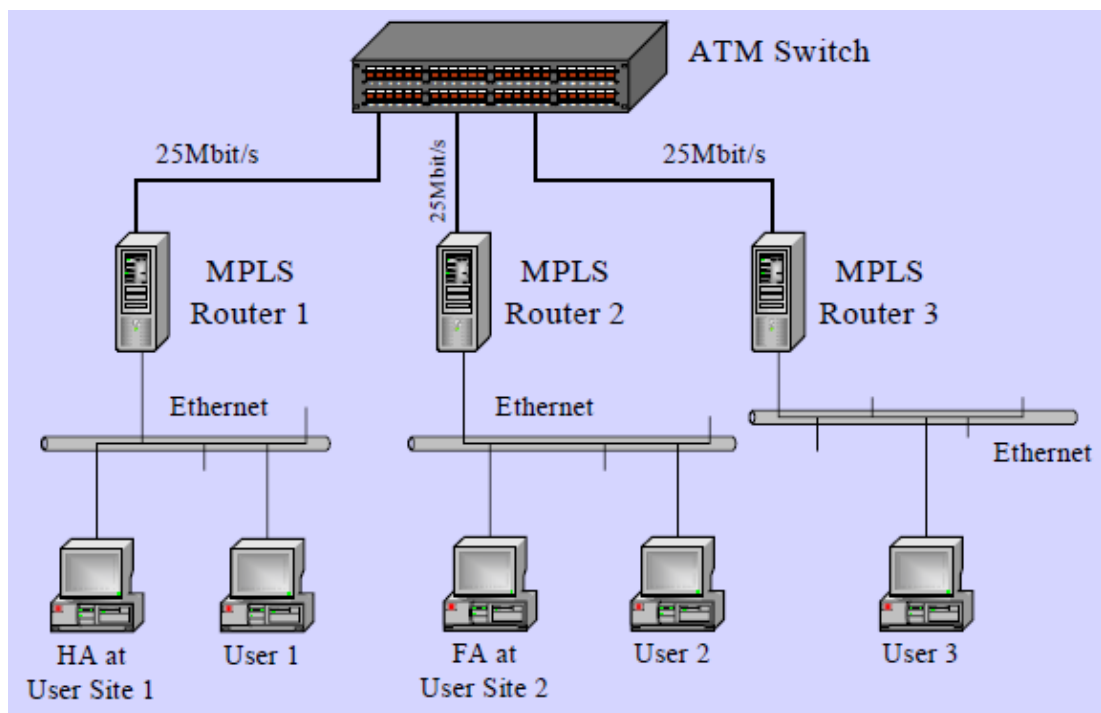 ATM Switch
25Mbit/s
25Mbit/s
25Mbit/s
MPLS
Router 1
MPLS
Router 2
MPLS
Router 3
Ethernet
Ethernet
Ethernet
HA at
User Site 1
User 1
FA at
User Site 2
User 2
User 3